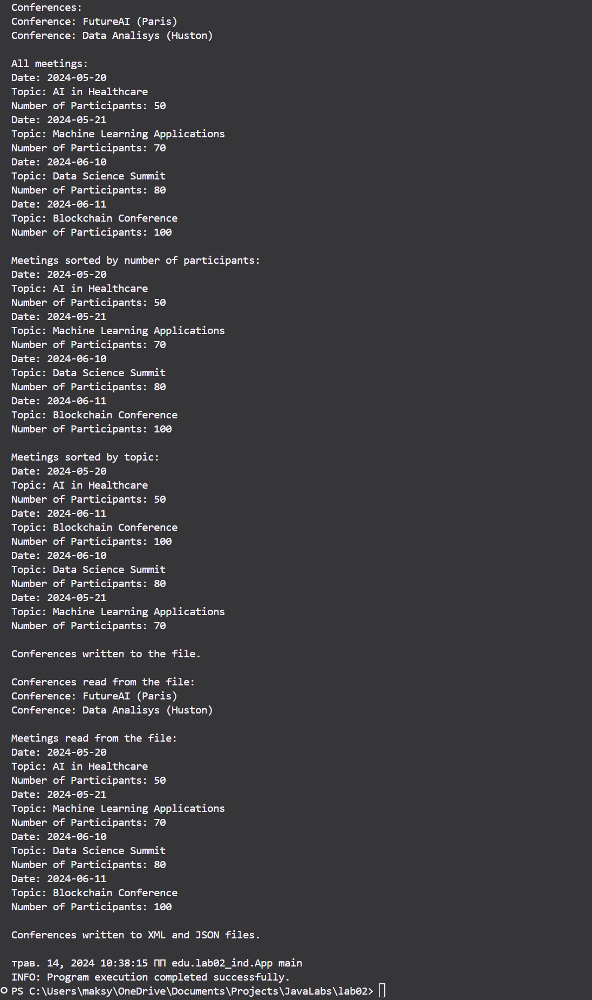 Conferences:
Conference: FutureAI (Paris)
Conference: Data Analisys (Huston)
All meetings:
Date: 2024-05-20
Topic: AI in Healthcare
Number of Participants: 50
Date: 2024-05-21
Topic: Machine Learning Applications
Number of Participants: 70
Date: 2024-06-10
Topic: Data Science Summit
Number of Participants: 80
Date: 2024-06-11
Topic: Blockchain Conference
Number of Participants: 100
Meetings sorted by number of participants:
Date: 2024-05-20
Topic: AI in Healthcare
Number of Participants: 50
Date: 2024-05-21
Topic: Machine Learning Applications
Number of Participants: 70
Date: 2024-06-10
Topic: Data Science Summit
Number of Participants: 80
Date: 2024-06-11
Topic: Blockchain Conference
Number of Participants: 100
Meetings sorted by topic:
Date: 2024-05-20
Topic: AI in Healthcare
Number of Participants: 50
Date: 2024-06-11
Topic: Blockchain Conference
Number of Participants: 100
Date: 2024-06-10
Topic: Data Science Summit
Number of Participants: 80
Date: 2024-05-21
Topic: Machine Learning Applications
Number of Participants: 70
Conferences written to the file.
Conferences read from the file:
Conference: FutureAI (Paris)
Conference: Data Analisys (Huston)
Meetings read from the file:
Date: 2024-05-20
Topic: AI in Healthcare
Number of Participants: 50
Date: 2024-05-21
Topic: Machine Learning Applications
Number of Participants: 70
Date: 2024-06-10
Topic: Data Science Summit
Number of Participants: 80
Date: 2024-06-11
Topic: Blockchain Conference
Number of Participants: 100
Conferences written to XML and JSON files.
трав. 14, 2024 10:38:15 ПП edu.lab02_ind.App main
INFO: Program execution completed successfully.
PS C:\Users\maksy\OneDrive\Documents\Projects\JavaLabs\lab02>